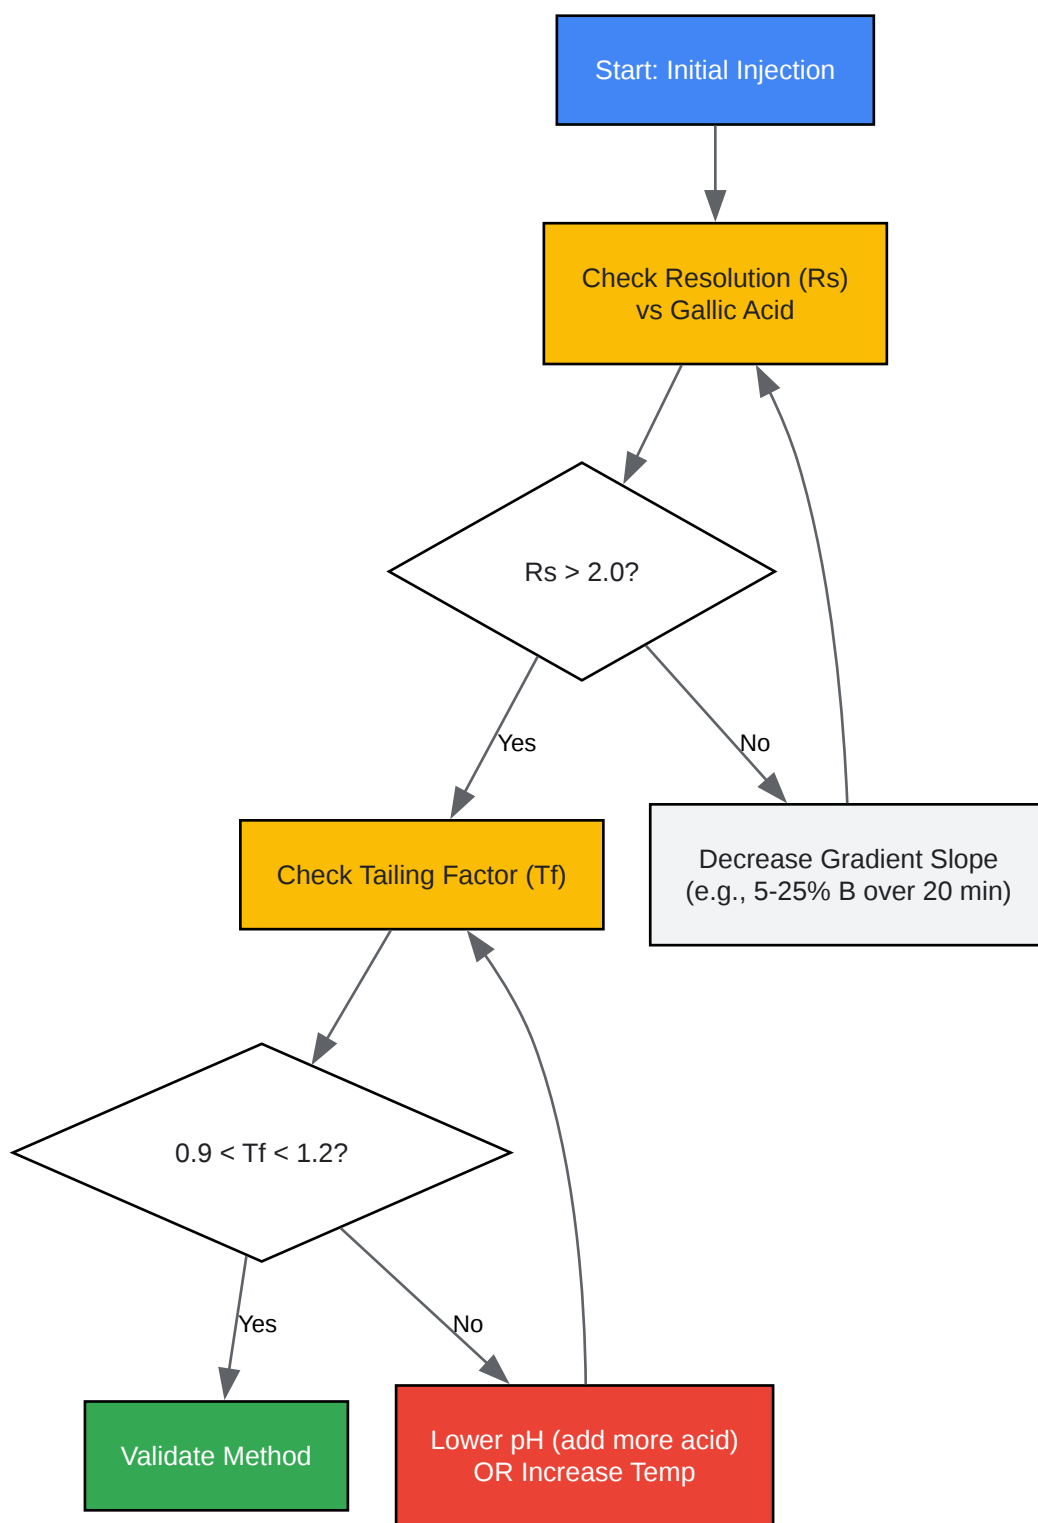 Start: Initial Injection
Check Resolution (Rs)
vs Gallic Acid
Rs > 2.0?
Yes
No
Check Tailing Factor (Tf)
Decrease Gradient Slope
(e.g., 5-25% B over 20 min)
0.9 < Tf < 1.2?
Yes
No
Validate Method
Lower pH (add more acid)
OR Increase Temp